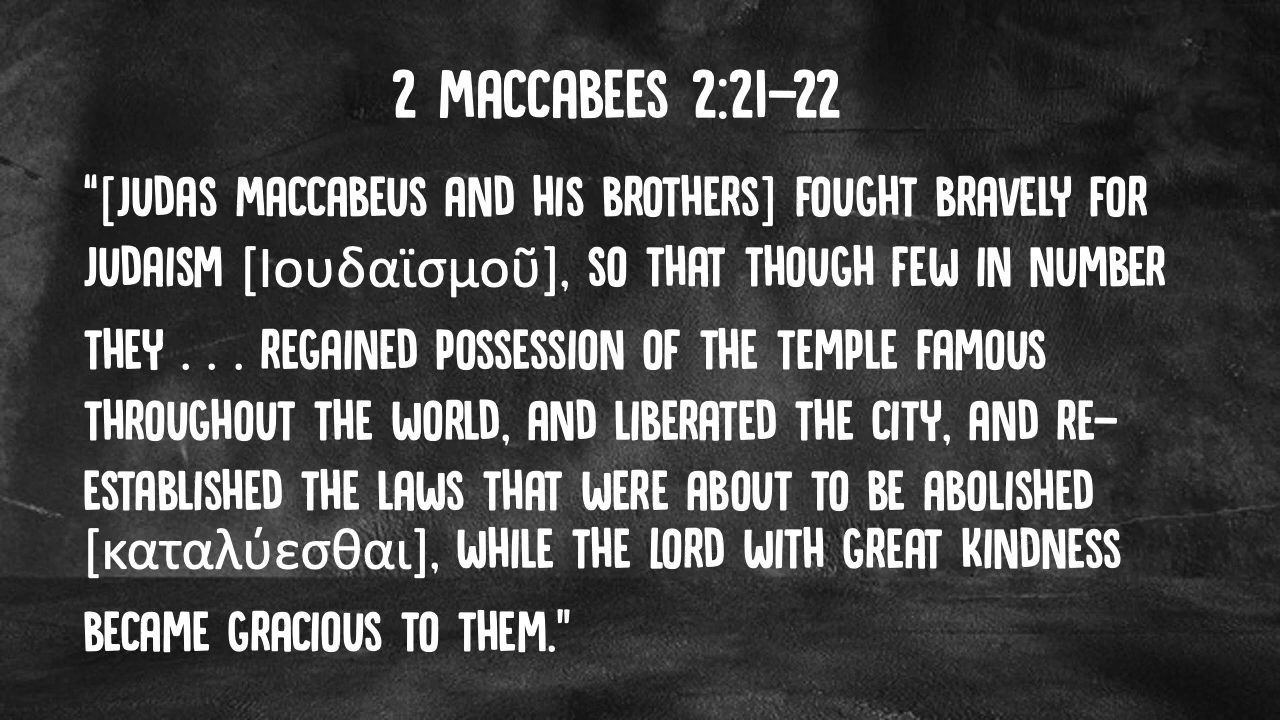 2 MACCABEES 2:21–22
"[JUDAS MACCABEUS AND HIS BROTHERS] FOUGHT BRAVELY FOR
JUDAISM [Ιουδαϊσμοῦ], SO THAT THOUGH FEW IN NUMBER
THEY . . . REGAINED POSSESSION OF THE TEMPLE FAMOUS
THROUGHOUT THE WORLD, AND LIBERATED THE CITY, AND RE-
ESTABLISHED THE LAWS THAT WERE ABOUT TO BE ABOLISHED
[καταλύεσθαι], WHILE THE LORD WITH GREAT KINDNESS
BECAME GRACIOUS TO THEM."